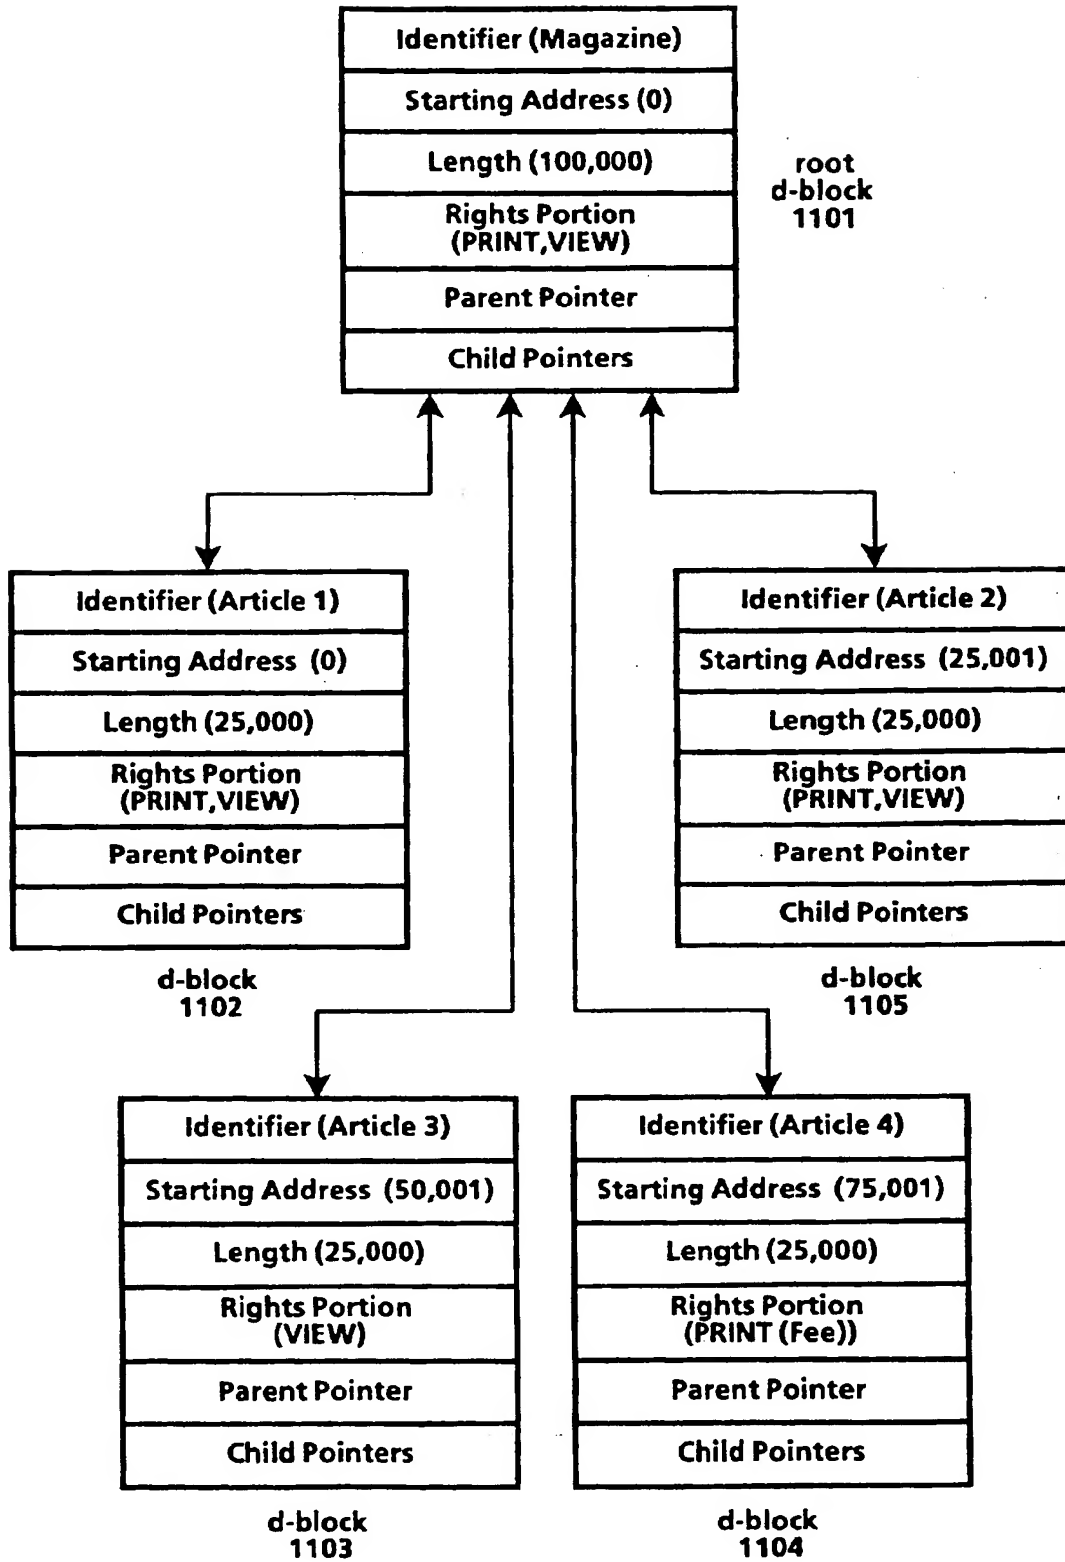 Identifier (Magazine)
Starting Address (0)
Length (100,000)
Rights Portion
(PRINT,VIEW)
Parent Pointer
Child Pointers
root
d-block
1101
Identifier (Article 1)
Starting Address (0)
Length (25,000)
Rights Portion
(PRINT,VIEW)
Parent Pointer
Child Pointers
d-block
1102
Identifier (Article 2)
Starting Address (25,001)
Length (25,000)
Rights Portion
(PRINT,VIEW)
Parent Pointer
Child Pointers
d-block
1105
Identifier (Article 3)
Starting Address (50,001)
Length (25,000)
Rights Portion
(VIEW)
Parent Pointer
Child Pointers
d-block
1103
Identifier (Article 4)
Starting Address (75,001)
Length (25,000)
Rights Portion
(PRINT (Fee))
Parent Pointer
Child Pointers
d-block
1104